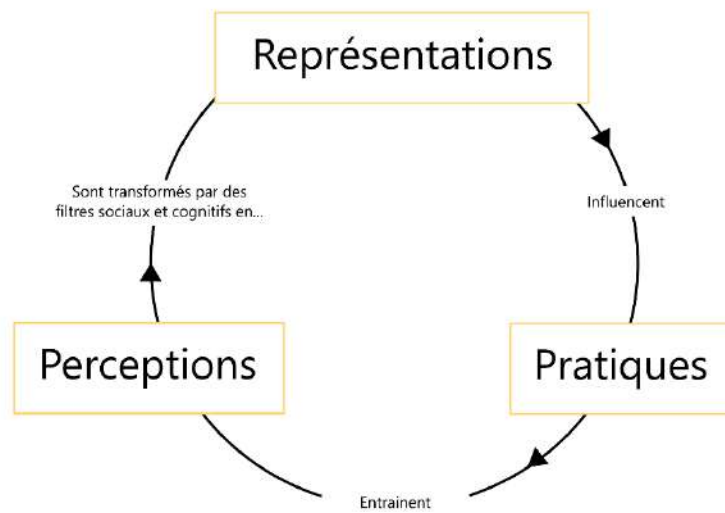 Représentations
Sont transformés par des
filtres sociaux et cognitifs en...
Influencent
Perceptions
Pratiques
Entrainent